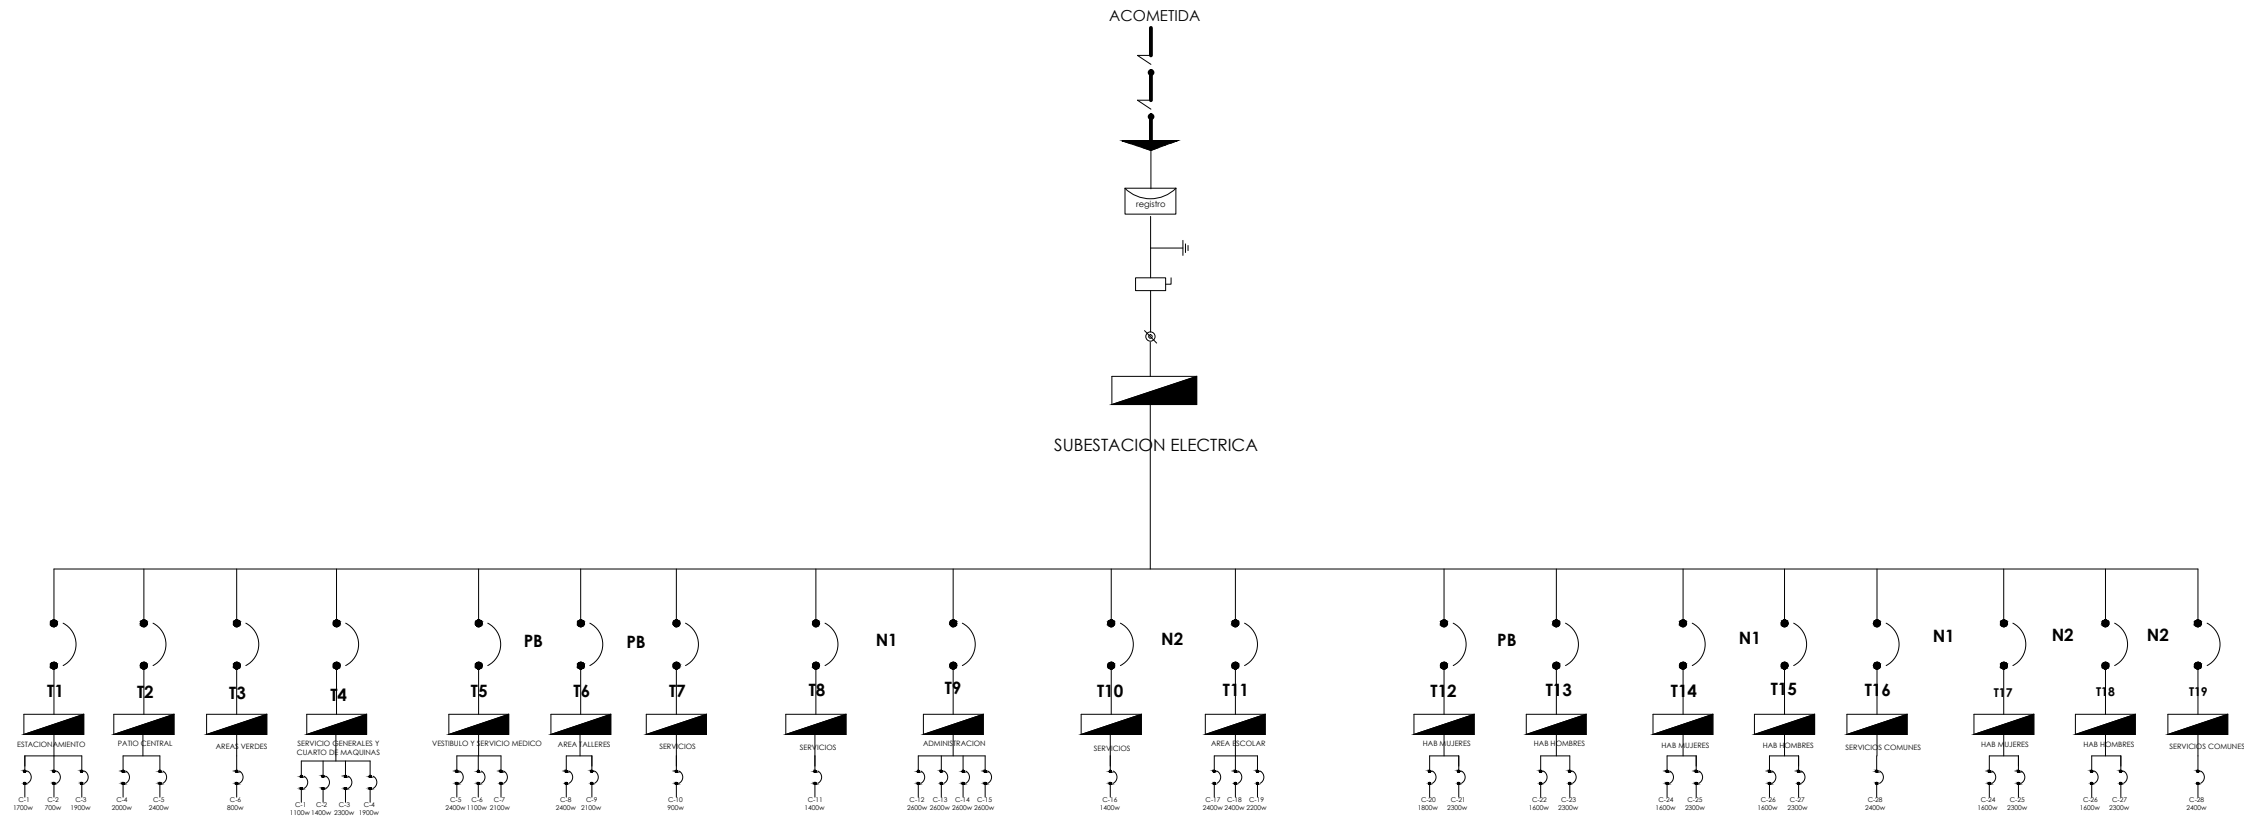 ACOMETIDA
registro
SUBESTACION ELECTRICA
PB PB N1 N2 PB N1 N1 N2 N2
T1 T2 T3 T4 T5 T6 T7 T8 T9 T10 T11 T12 T13 T14 T15 T16 T17 T18 T19
ESTACIONAMIENTO
PATIO CENTRAL
AREAS VERDES
SERVICIO GENERALES Y
CUARTO DE MAQUINAS
VESTIBULO Y SERVICIO MEDICO
AREA TALLERES
SERVICIOS
SERVICIOS
ADMINISTRACION
SERVICIOS
AREA ESCOLAR
HAB MUJERES
HAB HOMBRES
HAB MUJERES
HAB HOMBRES
SERVICIOS COMUNES
HAB MUJERES
HAB HOMBRES
SERVICIOS COMUNES
C-1 C-2 C-3
1700w 700w 1900w
C-4 C-5
2000w 2400w
C-6
800w
C-1 C-2 C-3 C-4
1100w 1400w 2300w 1900w
C-5 C-6 C-7
2400w 1100w 2100w
C-8 C-9
2400w 2100w
C-10
900w
C-11
1400w
C-12 C-13 C-14 C-15
2600w 2600w 2600w 2600w
C-16
1400w
C-17 C-18 C-19
2400w 2400w 2200w
C-20 C-21
1800w 2300w
C-22 C-23
1600w 2300w
C-24 C-25
1600w 2300w
C-26 C-27
1600w 2300w
C-28
2400w
C-24 C-25
1600w 2300w
C-26 C-27
1600w 2300w
C-28
2400w